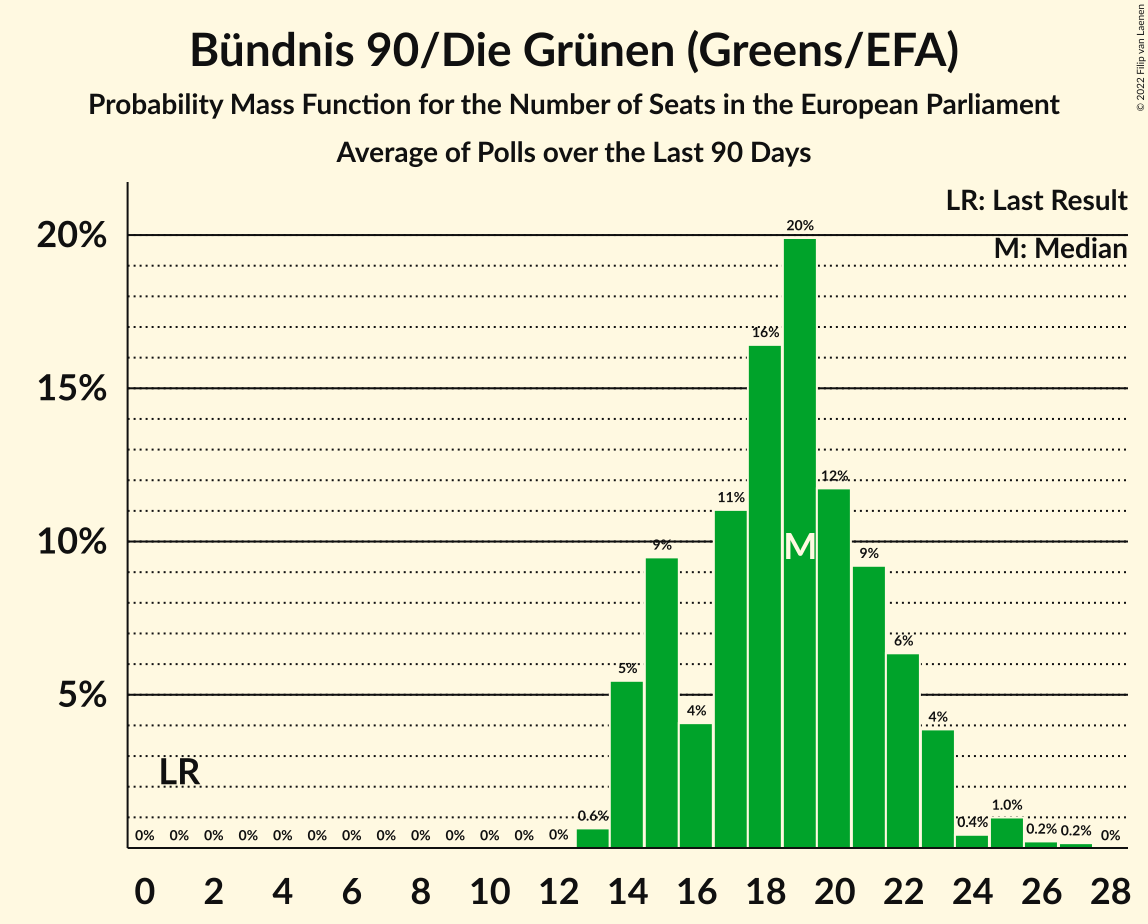 Bündnis 90/Die Grünen (Greens/EFA)
Probability Mass Function for the Number of Seats in the European Parliament
Average of Polls over the Last 90 Days
© 2022 Filip van Laenen
LR: Last Result
M: Median
20%
15%
10%
5%
20%
16%
12%
11%
9%
9%
6%
5%
4%
4%
M
LR
0% 0% 0% 0% 0% 0% 0% 0% 0% 0% 0% 0% 0% 0.6% 0.4% 1.0% 0.2% 0.2% 0%
0 2 4 6 8 10 12 14 16 18 20 22 24 26 28